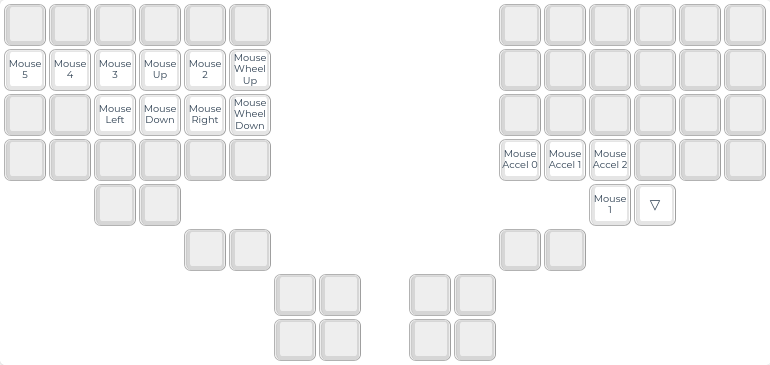 Mouse
5
Mouse
4
Mouse
3
Mouse
Up
Mouse
2
Mouse
Wheel
Up
Mouse
Left
Mouse
Down
Mouse
Right
Mouse
Wheel
Down
Mouse
Accel 0
Mouse
Accel 1
Mouse
Accel 2
Mouse
1
▽